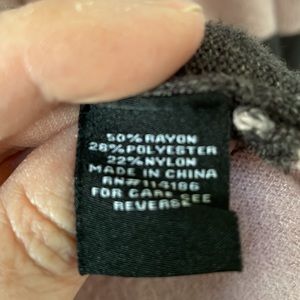 50% RAYON
28% POLYESTER
22% NYLON
MADE IN CHINA
RN# 114186
FOR CARE SEE
REVERSE